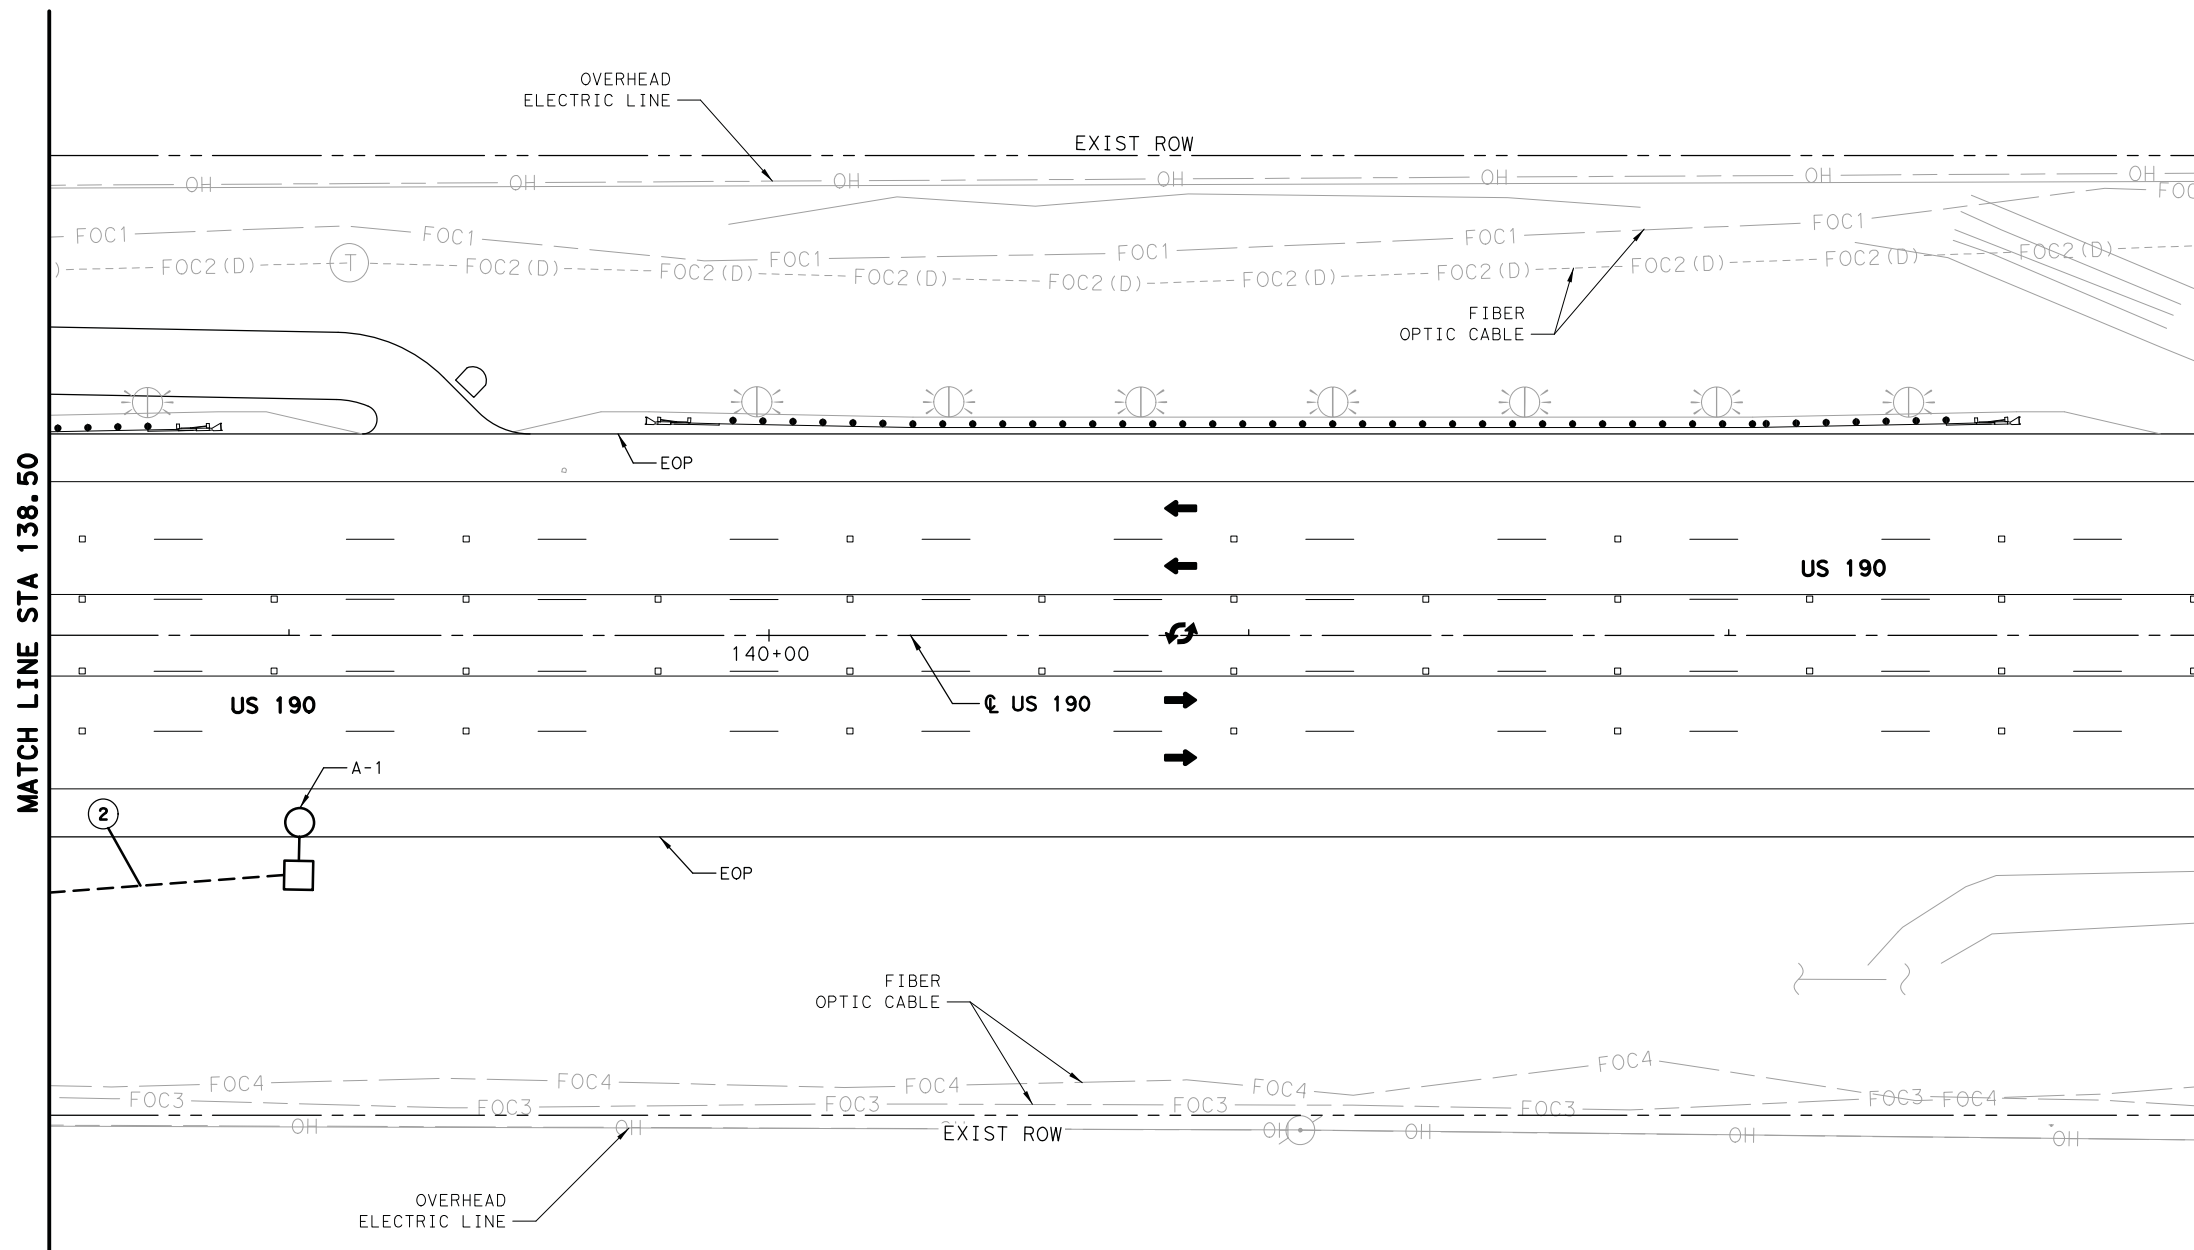 OVERHEAD
ELECTRIC LINE
EXIST ROW
OH OH OH OH OH OH OH
FOC
FOC1 FOC1 FOC1 FOC1 FOC1 FOC1
) FOC2(D) T FOC2(D) FOC2(D) FOC2(D) FOC2(D) FOC2(D) FOC2(D) FOC2(D) FOC2(D) FOC2(D)
FIBER
OPTIC CABLE
EOP
MATCH LINE STA 138.50
US 190
140+00
US 190
℄ US 190
A-1
2
EOP
FIBER
OPTIC CABLE
FOC4 FOC4 FOC4 FOC4 FOC4 FOC4
FOC3 FOC3 FOC3 FOC3 FOC3 FOC3
OH OH OH OH OH OH
EXIST ROW
OVERHEAD
ELECTRIC LINE